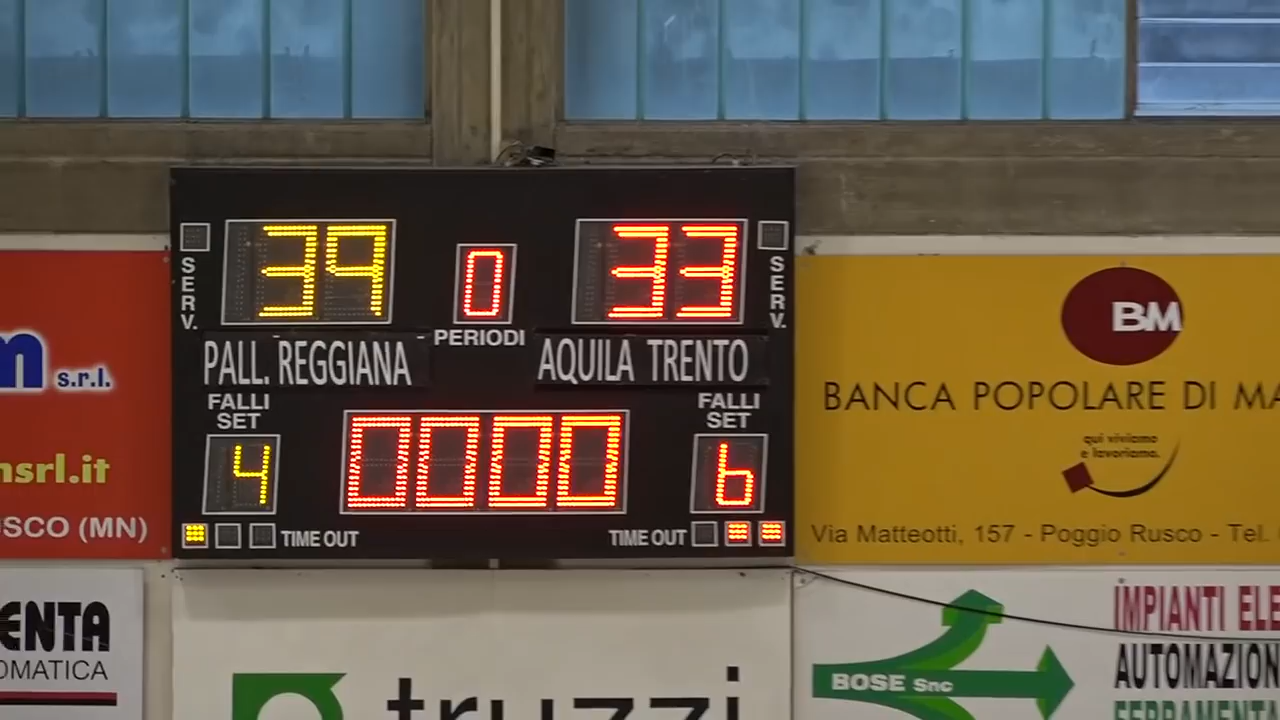 39 0 33
SERV.
SERV.
PERIODI
PALL. REGGIANA
AQUILA TRENTO
FALLI
SET
FALLI
SET
4 0000 6
TIME OUT
TIME OUT
s.r.l.
nsrl.it
USCO (MN)
BM
BANCA POPOLARE DI MA
qui viviamo
e lavoriamo.
Via Matteotti, 157 - Poggio Rusco - Tel.
ENTA
OMATICA
truzzi
BOSE Snc
IMPIANTI ELE
AUTOMAZION
FERRAMENTA